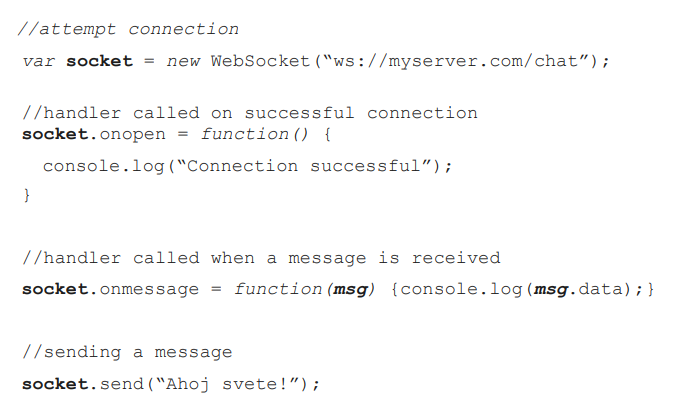 //attempt connection
var socket = new WebSocket(“ws://myserver.com/chat”);
//handler called on successful connection
socket.onopen = function() {
console.log(“Connection successful”);
}
//handler called when a message is received
socket.onmessage = function(msg) {console.log(msg.data);}
//sending a message
socket.send(“Ahoj svete!”);